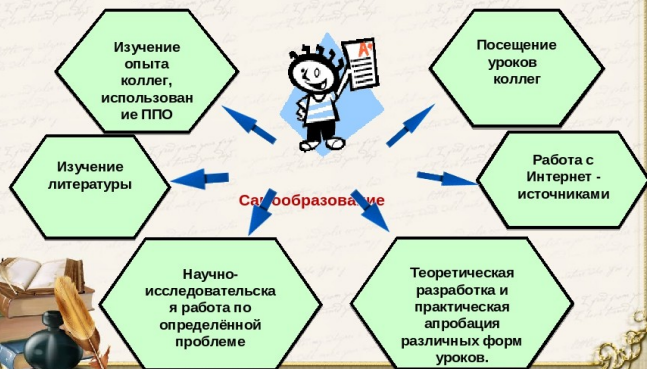 Изучение
опыта
коллег,
использован
ие ППО
A+
Посещение
уроков
коллег
Изучение
литературы
Работа с
Интернет -
источниками
Самообразование
Научно-
исследовательска
я работа по
определённой
проблеме
Теоретическая
разработка и
практическая
апробация
различных форм
уроков.